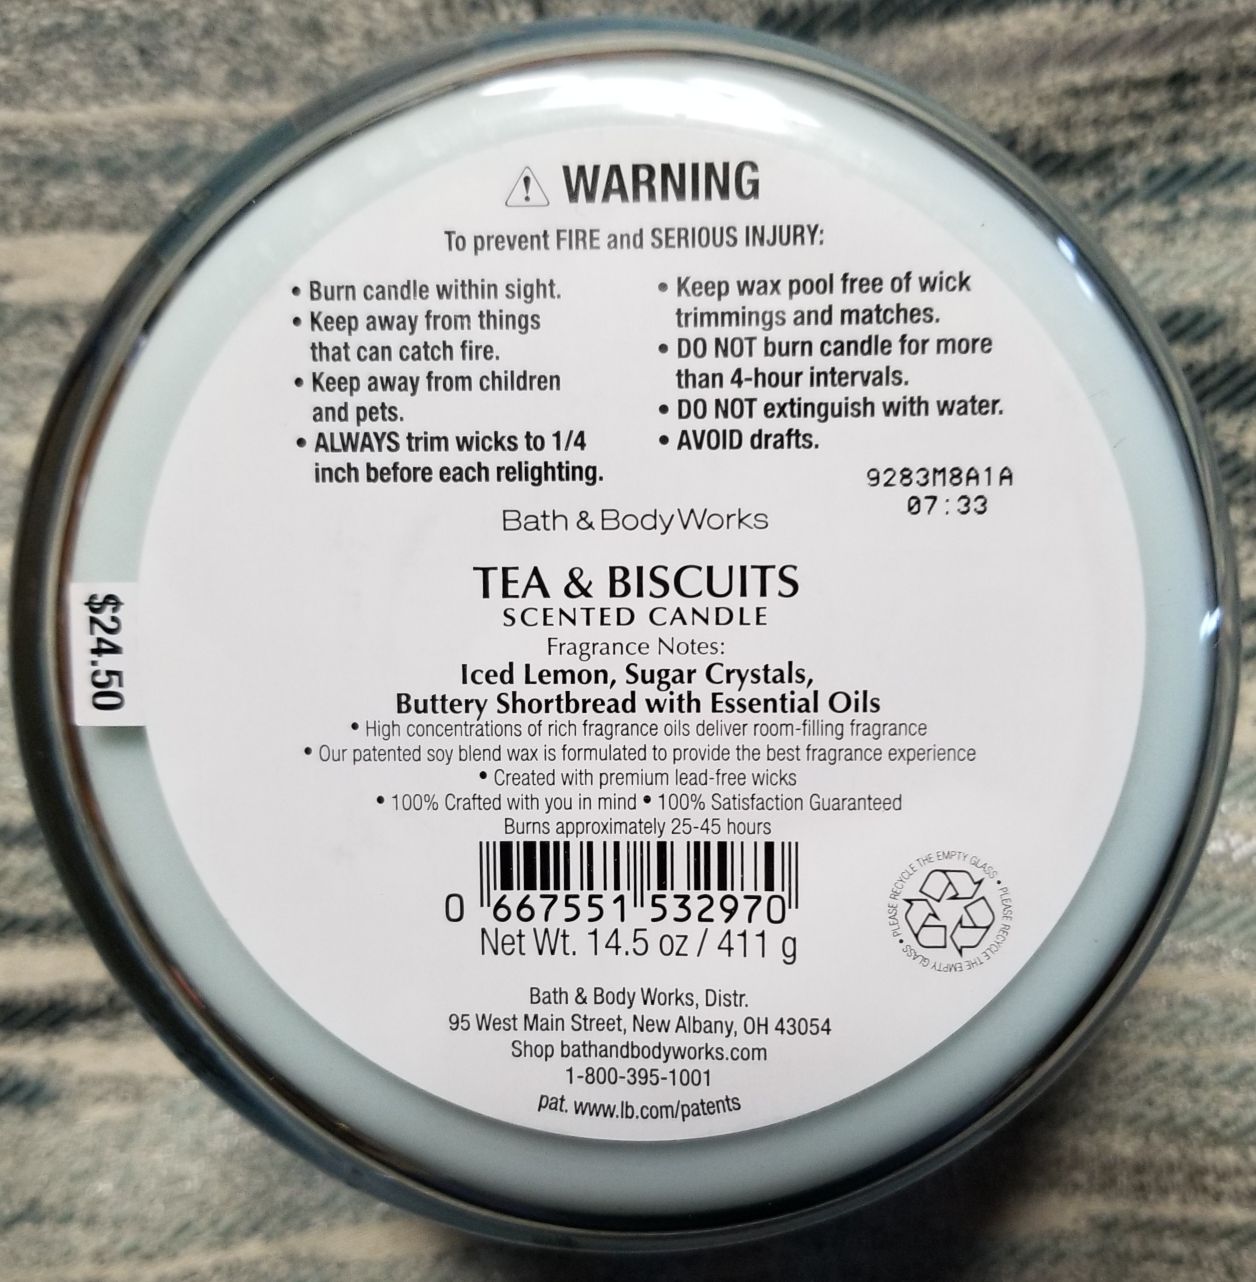 WARNING
To prevent FIRE and SERIOUS INJURY:
• Burn candle within sight.
• Keep away from things
that can catch fire.
• Keep away from children
and pets.
• ALWAYS trim wicks to 1/4
inch before each relighting.
• Keep wax pool free of wick
trimmings and matches.
• DO NOT burn candle for more
than 4-hour intervals.
• DO NOT extinguish with water.
• AVOID drafts.
9283M8A1A
07:33
Bath & Body Works
TEA & BISCUITS
SCENTED CANDLE
Fragrance Notes:
Iced Lemon, Sugar Crystals,
Buttery Shortbread with Essential Oils
• High concentrations of rich fragrance oils deliver room-filling fragrance
• Our patented soy blend wax is formulated to provide the best fragrance experience
• Created with premium lead-free wicks
• 100% Crafted with you in mind • 100% Satisfaction Guaranteed
Burns approximately 25-45 hours
0 667551 532970
Net Wt. 14.5 oz / 411 g
Bath & Body Works, Distr.
95 West Main Street, New Albany, OH 43054
Shop bathandbodyworks.com
1-800-395-1001
pat. www.lb.com/patents
$24.50
• PLEASE RECYCLE THE EMPTY GLASS • PLEASE RECYCLE THE EMPTY GLASS